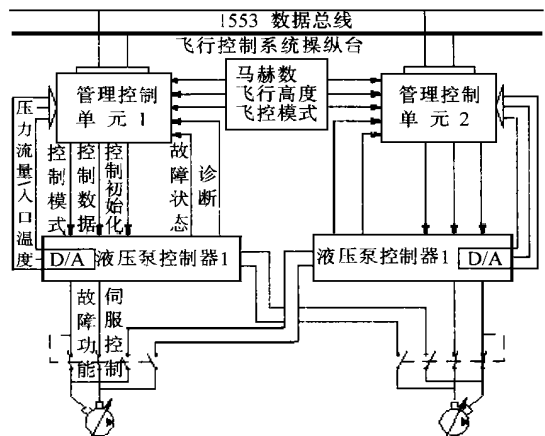 1553 数据总线
飞行控制系统操纵台
管理控制
单元 1
马赫数
飞行高度
飞控模式
管理控制
单元 2
压力流量/入口温度
控制模式
控制数据
控制初始化
故障状态
诊断
D/A
液压泵控制器1
液压泵控制器1
D/A
故障功能
伺服控制